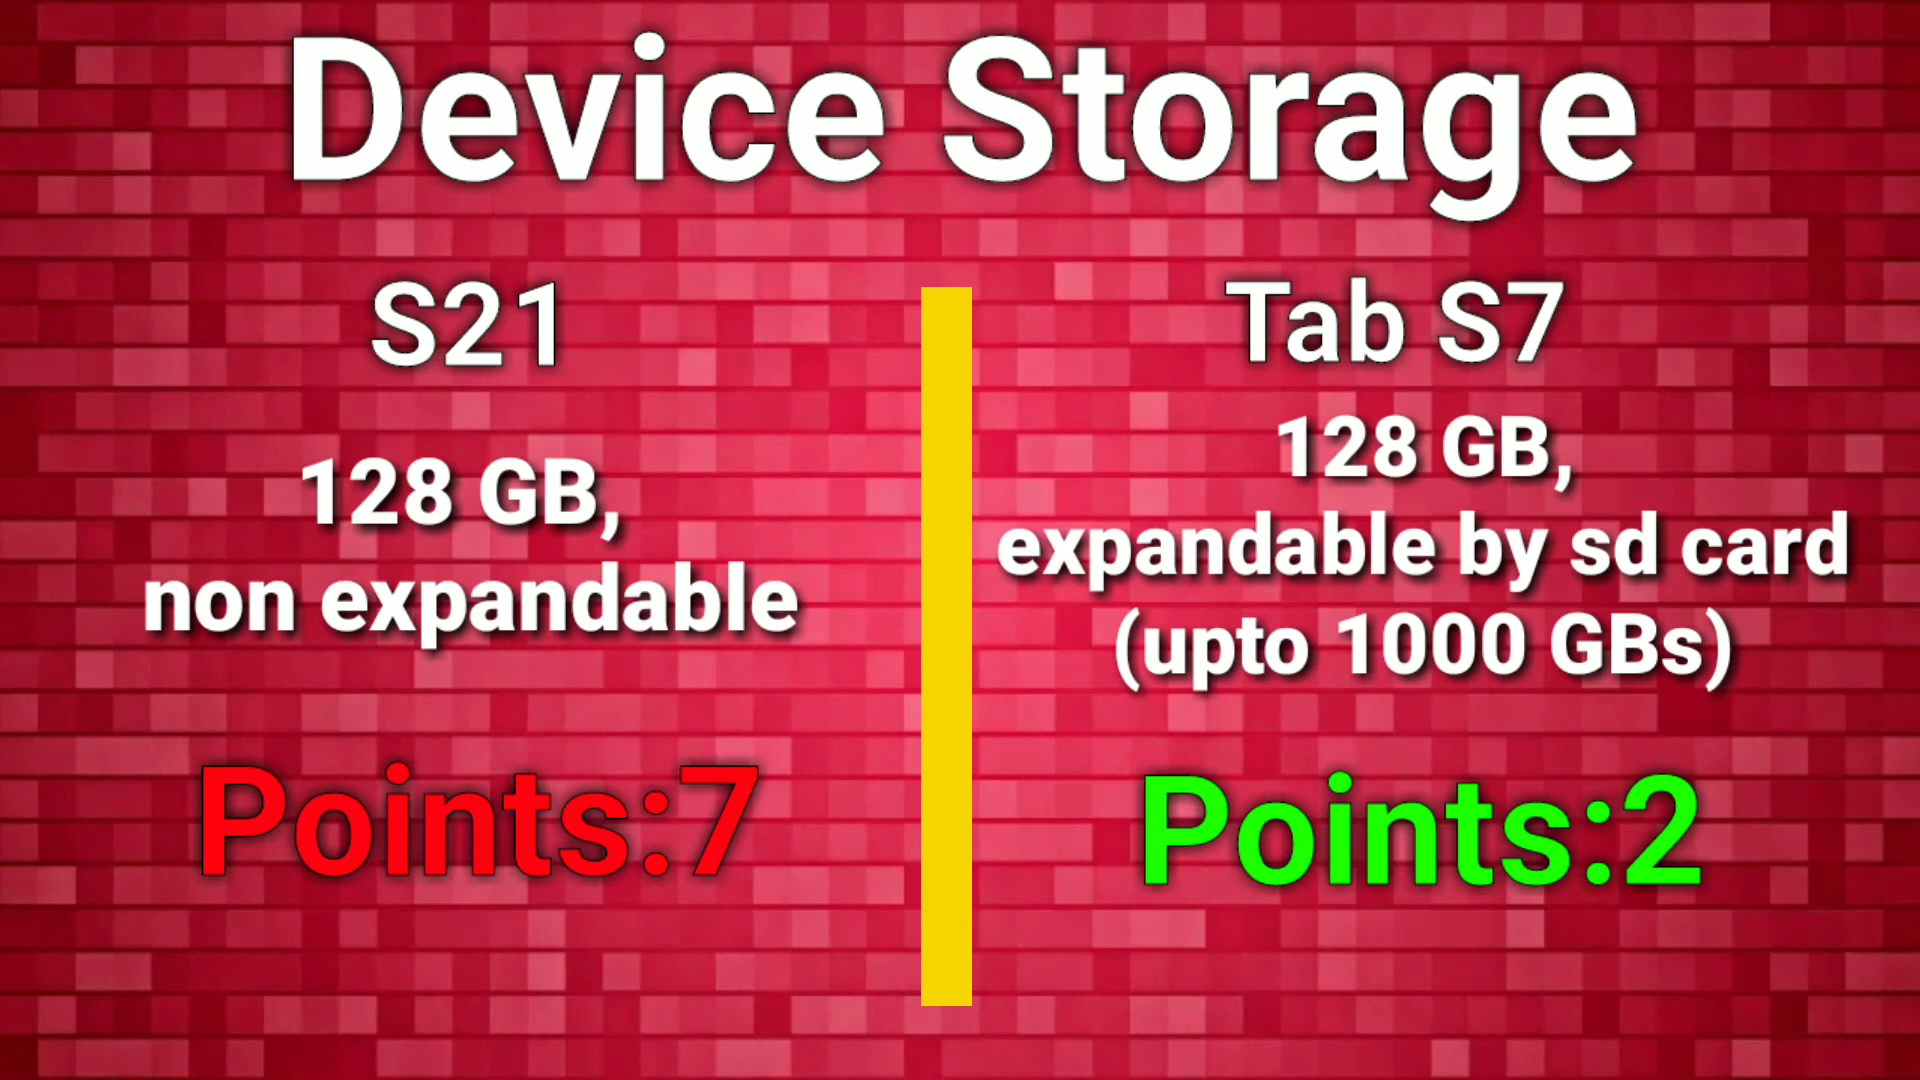 Device Storage
S21
128 GB,
non expandable
Points:7
Tab S7
128 GB,
expandable by sd card
(upto 1000 GBs)
Points:2